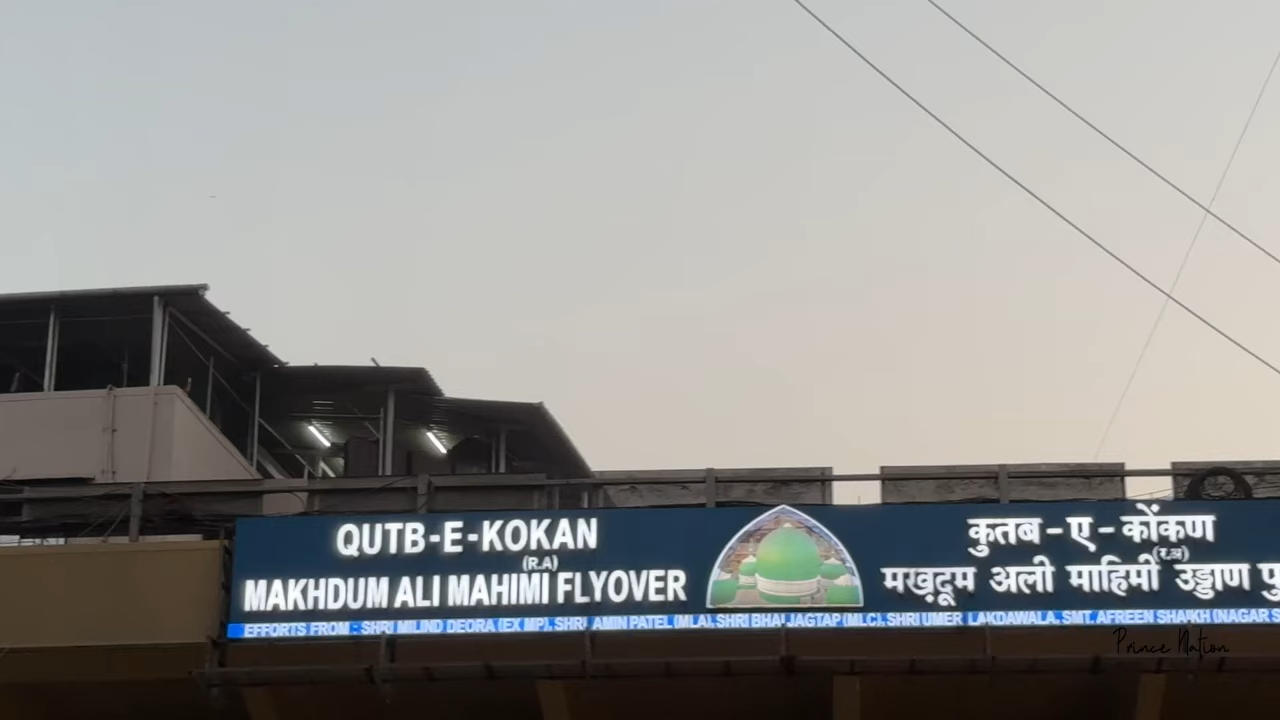 QUTB-E-KOKAN
(R.A)
MAKHDUM ALI MAHIMI FLYOVER
कुतब-ए-कोंकण
(र.अ)
मख़दूम अली माहिमी उड्डाण
EFFORTS FROM : SHRI MILIND DEORA (EX MP), SHRI AMIN PATEL (MLA), SHRI BHAI JAGTAP (MLC), SHRI UMER LAKDAWALA, SMT. AFREEN SHAIKH (NAGAR
Prince Nation